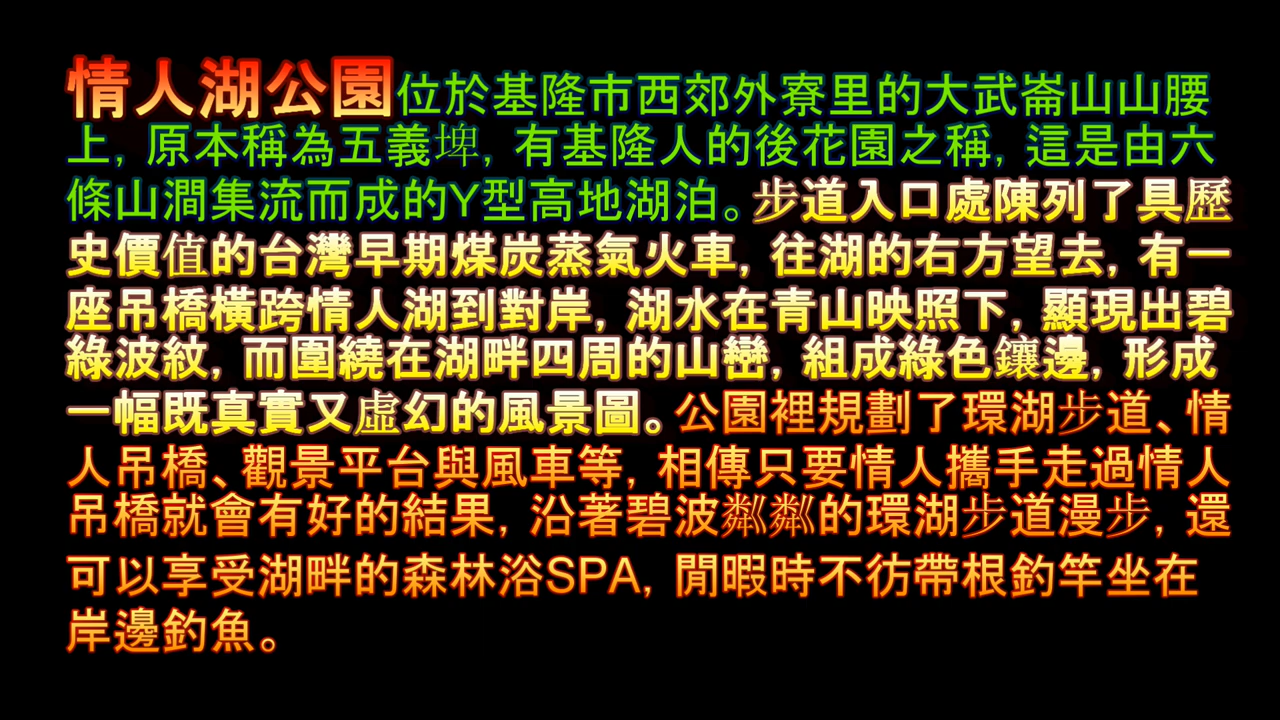 情人湖公園位於基隆市西郊外寮里的大武崙山山腰
上, 原本稱為五義埤, 有基隆人的後花園之稱, 這是由六
條山澗集流而成的Y型高地湖泊。步道入口處陳列了具歷
史價值的台灣早期煤炭蒸氣火車, 往湖的右方望去, 有一
座吊橋橫跨情人湖到對岸, 湖水在青山映照下, 顯現出碧
綠波紋, 而圍繞在湖畔四周的山巒, 組成綠色鑲邊, 形成
一幅既真實又虛幻的風景圖。公園裡規劃了環湖步道、情
人吊橋、觀景平台與風車等, 相傳只要情人攜手走過情人
吊橋就會有好的結果, 沿著碧波粼粼的環湖步道漫步, 還
可以享受湖畔的森林浴SPA, 閒暇時不彷帶根釣竿坐在
岸邊釣魚。